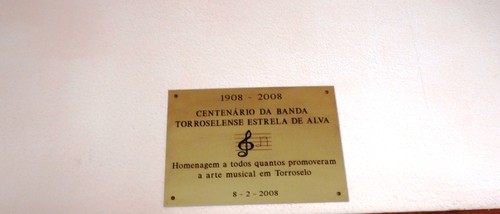 1908 - 2008
CENTENÁRIO DA BANDA
TORROSELENSE ESTRELA DE ALVA
Homenagem a todos quantos promoveram
a arte musical em Torroselo
8 - 2 - 2008